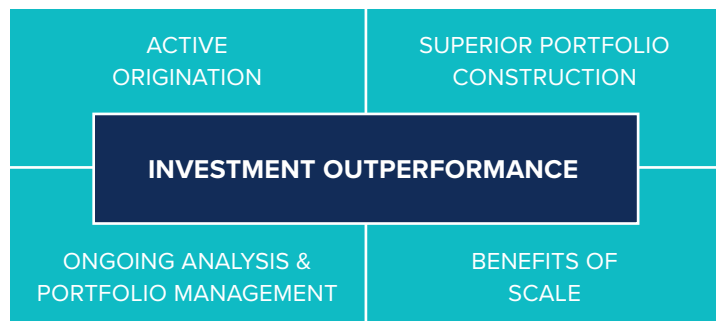 ACTIVE
ORIGINATION
SUPERIOR PORTFOLIO
CONSTRUCTION
INVESTMENT OUTPERFORMANCE
ONGOING ANALYSIS &
PORTFOLIO MANAGEMENT
BENEFITS OF
SCALE